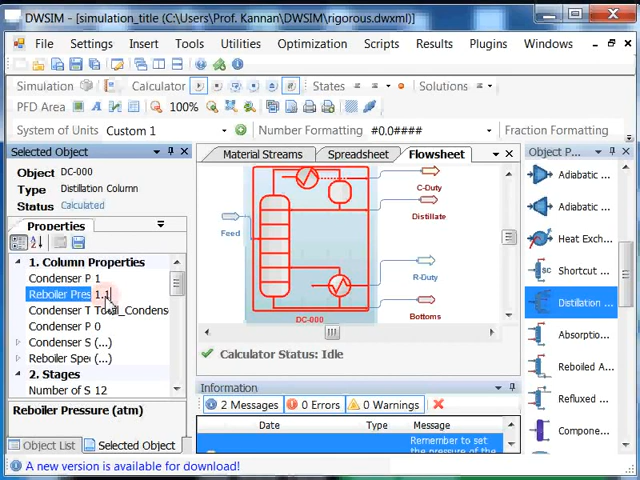 DWSIM - [simulation_title (C:\Users\Prof. Kannan\DWSIM\rigorous.dwxml)]
File Settings Insert Tools Utilities Optimization Scripts Results Plugins Windows
Simulation Calculator States Solutions
PFD Area 100%
System of Units Custom 1 Number Formatting #0.0#### Fraction Formatting
Selected Object
Object DC-000
Type Distillation Column
Status Calculated
Properties
1. Column Properties
Condenser P 1
Reboiler Pres 1.1
Condenser T Total_Condens
Condenser P 0
Condenser S (...)
Reboiler Spe (...)
2. Stages
Number of S 12
Reboiler Pressure (atm)
Object List Selected Object
Material Streams Spreadsheet Flowsheet
Feed
C-Duty
Distillate
R-Duty
Bottoms
DC-000
Calculator Status: Idle
Information
2 Messages 0 Errors 0 Warnings
Date Type Message
Remember to set
the pressure of the
Object P...
Adiabatic
Adiabatic
Heat Exc...
Shortcut ...
Distillation ...
Absorptio...
Reboiled A...
Refluxed ...
Compone...
A new version is available for download!